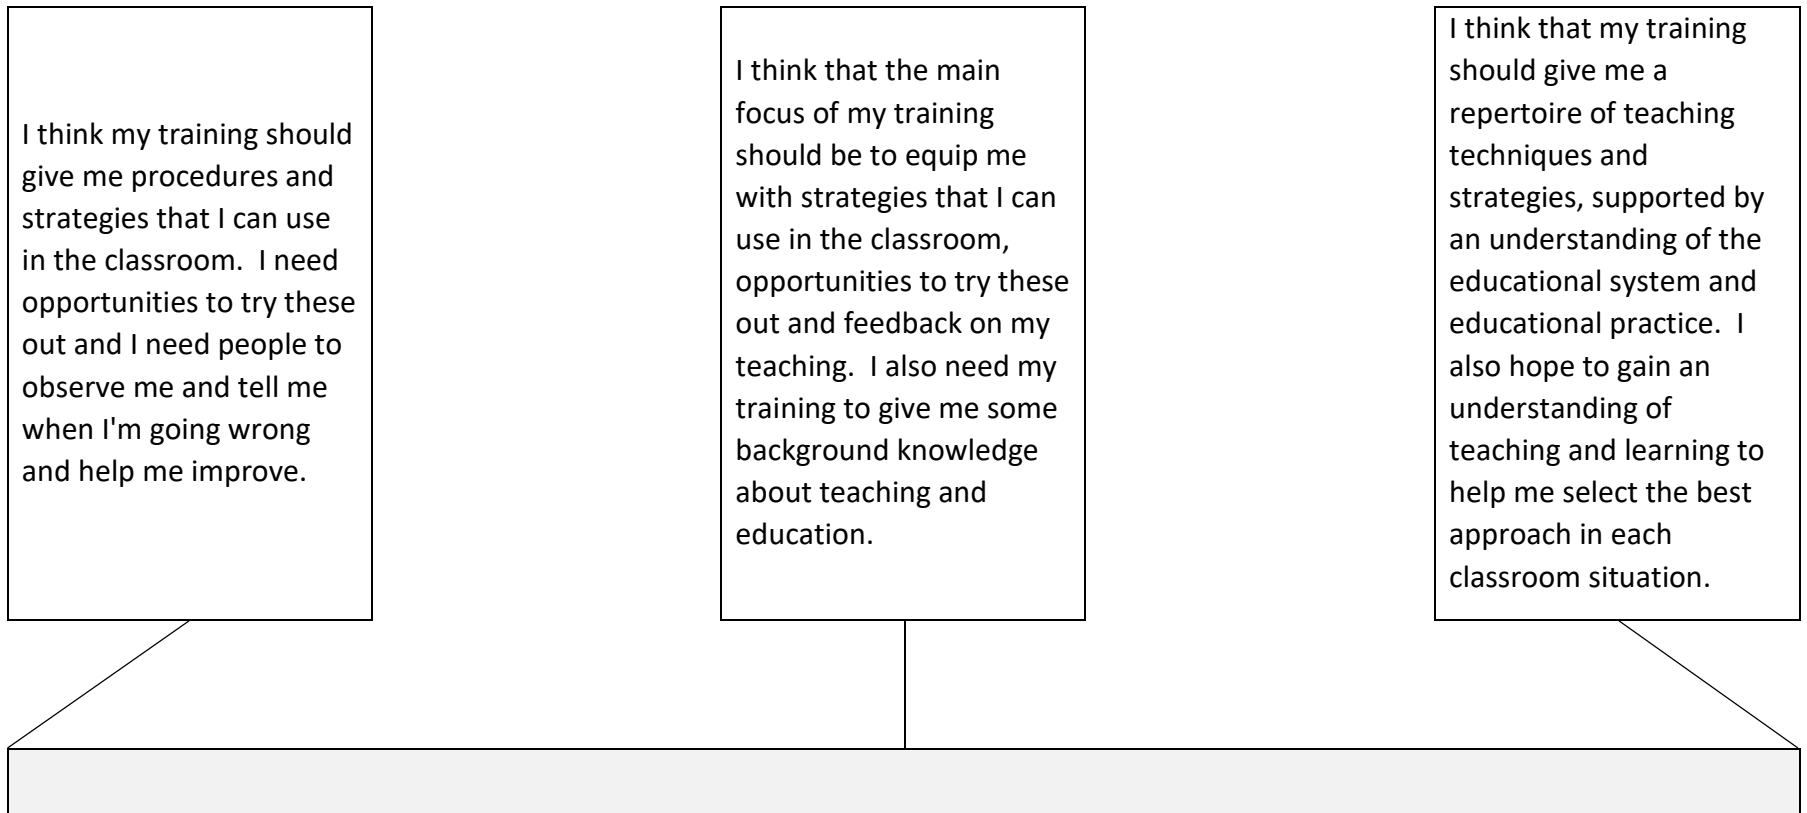 I think my training should
give me procedures and
strategies that I can use
in the classroom.  I need
opportunities to try these
out and I need people to
observe me and tell me
when I'm going wrong
and help me improve.
I think that the main
focus of my training
should be to equip me
with strategies that I can
use in the classroom,
opportunities to try these
out and feedback on my
teaching.  I also need my
training to give me some
background knowledge
about teaching and
education.
I think that my training
should give me a
repertoire of teaching
techniques and
strategies, supported by
an understanding of the
educational system and
educational practice.  I
also hope to gain an
understanding of
teaching and learning to
help me select the best
approach in each
classroom situation.